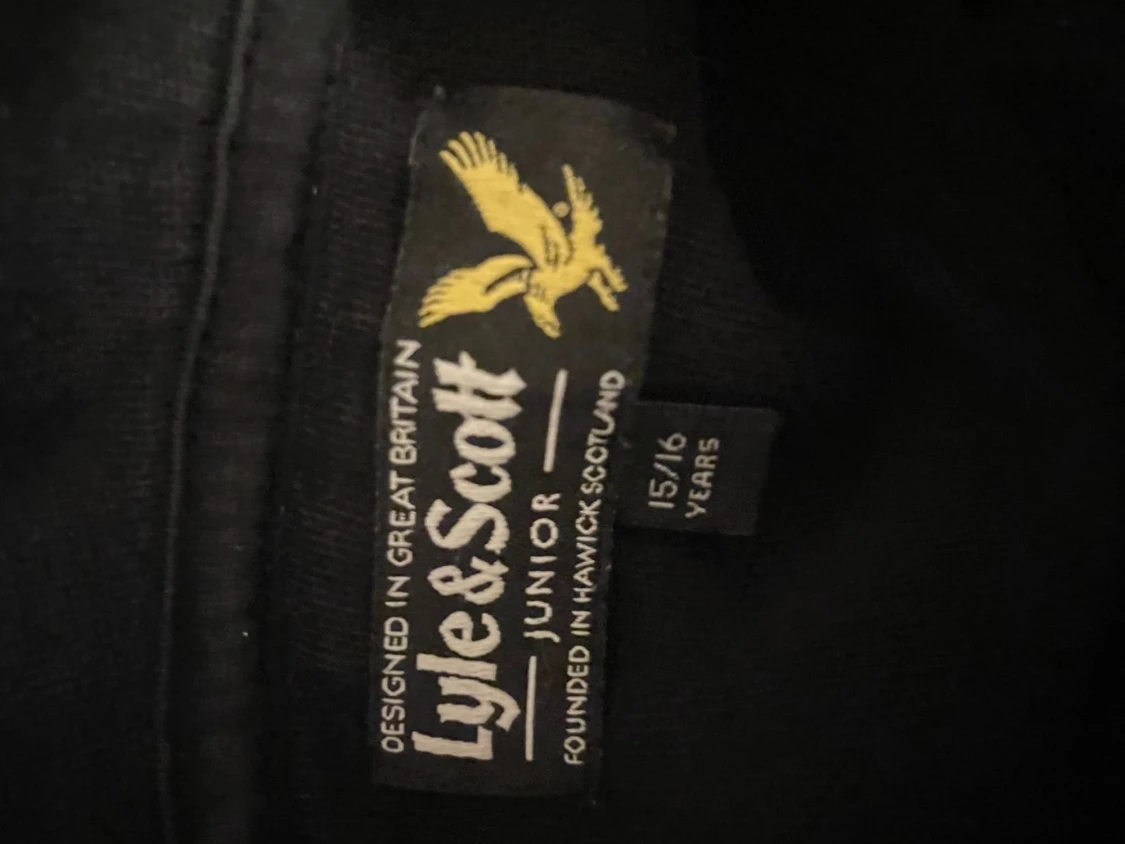 DESIGNED IN GREAT BRITAIN
Lyle & Scott
JUNIOR
FOUNDED IN HAWICK SCOTLAND
15/16
YEARS